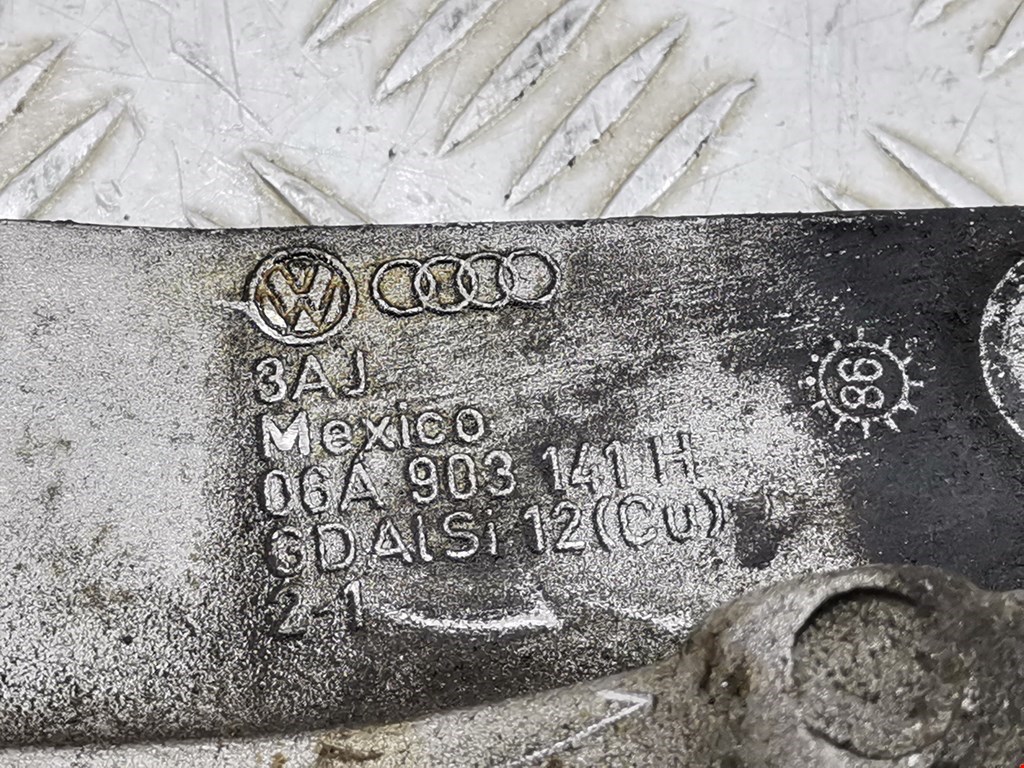 3AJ
Mexico
06A 903 141 H
GDAlSi 12(Cu)
2-1